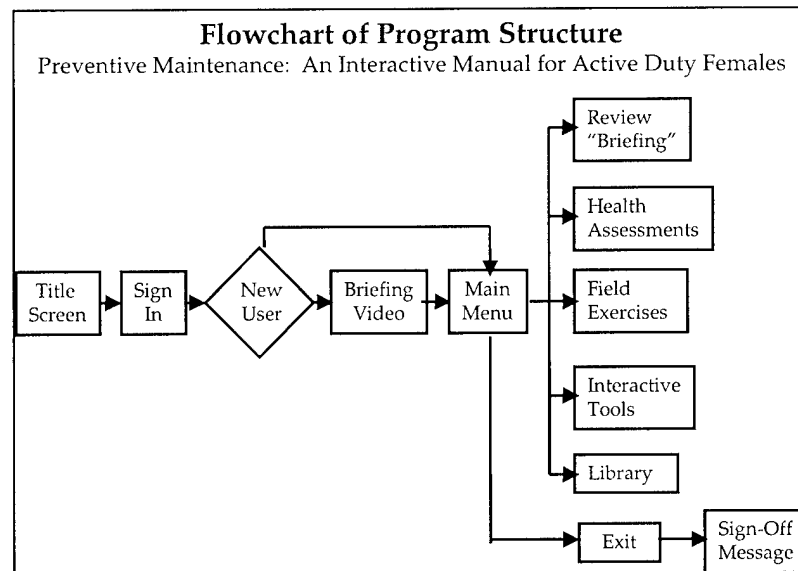 Flowchart of Program Structure
Preventive Maintenance: An Interactive Manual for Active Duty Females
Title
Screen
Sign
In
New
User
Briefing
Video
Main
Menu
Review
"Briefing"
Health
Assessments
Field
Exercises
Interactive
Tools
Library
Exit
Sign-Off
Message